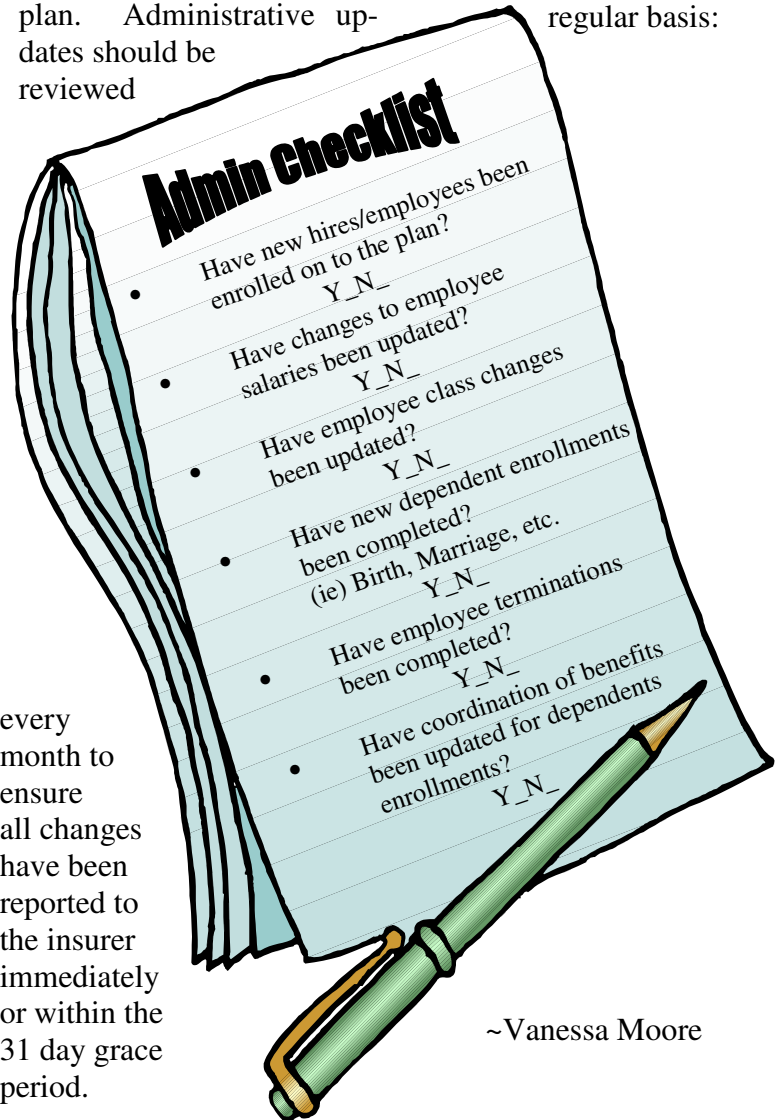 plan. Administrative up-
dates should be
reviewed
regular basis:
Admin Checklist
• Have new hires/employees been
enrolled on to the plan?
Y_N_
• Have changes to employee
salaries been updated?
Y_N_
• Have employee class changes
been updated?
Y_N_
• Have new dependent enrollments
been completed?
(ie) Birth, Marriage, etc.
Y_N_
• Have employee terminations
been completed?
Y_N_
• Have coordination of benefits
been updated for dependents
enrollments?
Y_N_
every
month to
ensure
all changes
have been
reported to
the insurer
immediately
or within the
31 day grace
period.
~Vanessa Moore